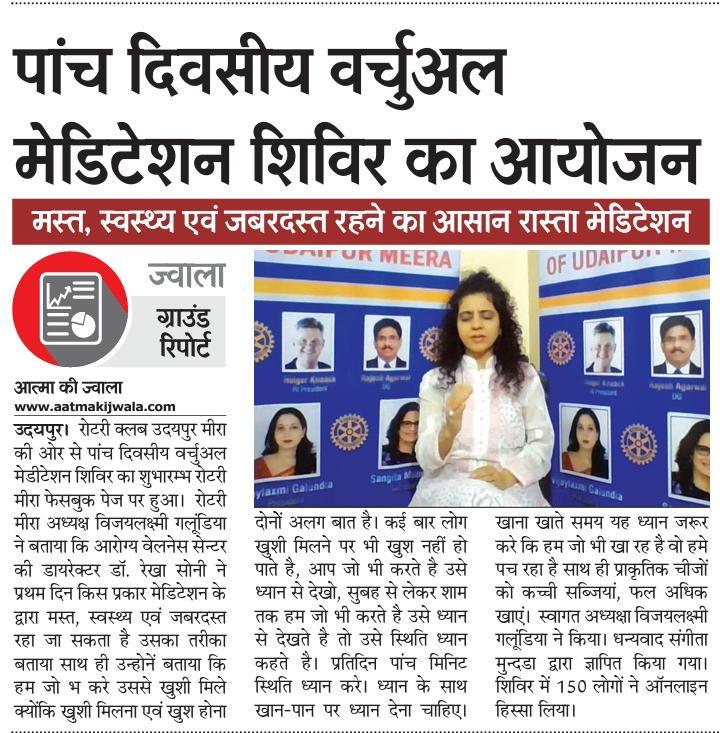 पांच दिवसीय वर्चुअल
मेडिटेशन शिविर का आयोजन
मस्त, स्वस्थ्य एवं जबरदस्त रहने का आसान रास्ता मेडिटेशन
ज्वाला
ग्राउंड
रिपोर्ट
आत्मा की ज्वाला
www.aatmakijwala.com
उदयपुर। रोटरी क्लब उदयपुर मीरा
की ओर से पांच दिवसीय वर्चुअल
मेडीटेशन शिविर का शुभारम्भ रोटरी
मीरा फेसबुक पेज पर हुआ। रोटरी
मीरा अध्यक्ष विजयलक्ष्मी गलूंडिया
ने बताया कि आरोग्य वेलनेस सेन्टर
की डायरेक्टर डॉ. रेखा सोनी ने
प्रथम दिन किस प्रकार मेडिटेशन के
द्वारा मस्त, स्वस्थ्य एवं जबरदस्त
रहा जा सकता है उसका तरीका
बताया साथ ही उन्होनें बताया कि
हम जो भ करे उससे खुशी मिले
क्योंकि खुशी मिलना एवं खुश होना
UDAIPUR MEERA
OF UDAIPUR
Holger Knaack
RI President
Rajesh Agarwal
DG
Sangita
Jaylaxmi Galundia
Holger Knaack
RI President
Rajesh Agarwal
DG
Vijaylaxmi Galundia
दोनों अलग बात है। कई बार लोग
खुशी मिलने पर भी खुश नहीं हो
पाते है, आप जो भी करते है उसे
ध्यान से देखो, सुबह से लेकर शाम
तक हम जो भी करते है उसे ध्यान
से देखते है तो उसे स्थिति ध्यान
कहते है। प्रतिदिन पांच मिनिट
स्थिति ध्यान करे। ध्यान के साथ
खान-पान पर ध्यान देना चाहिए।
खाना खाते समय यह ध्यान जरूर
करे कि हम जो भी खा रह है वो हमे
पच रहा है साथ ही प्राकृतिक चीजों
को कच्ची सब्जियां, फल अधिक
खाएं। स्वागत अध्यक्षा विजयलक्ष्मी
गलूंडिया ने किया। धन्यवाद संगीता
मुन्दडा द्वारा ज्ञापित किया गया।
शिविर में 150 लोगों ने ऑनलाइन
हिस्सा लिया।